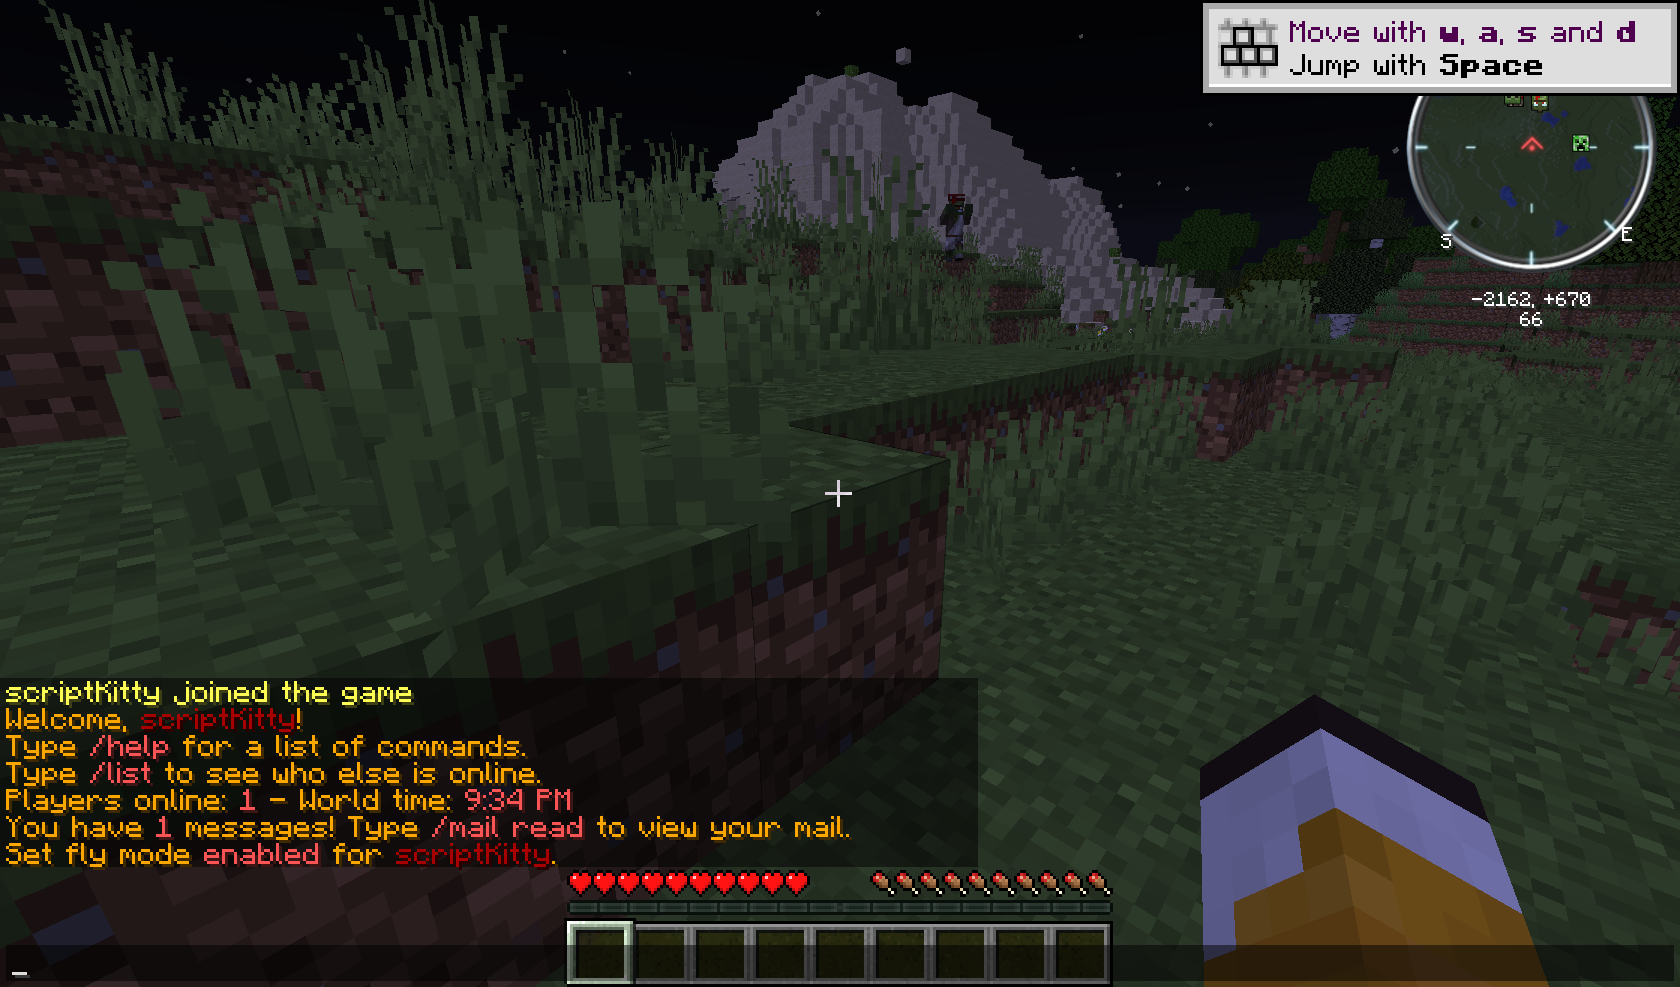 Move with w, a, s and d
Jump with Space
S
E
-2162, +670
66
scriptKitty joined the game
Welcome, scriptKitty!
Type /help for a list of commands.
Type /list to see who else is online.
Players online: 1 - World time: 9:34 PM
You have 1 messages! Type /mail read to view your mail.
Set fly mode enabled for scriptKitty.
_